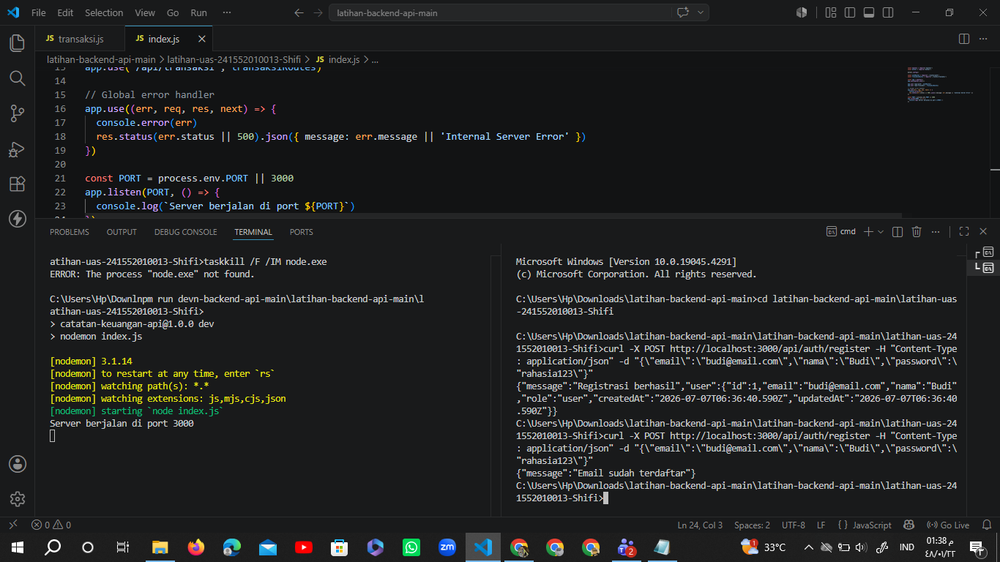 File Edit Selection View Go Run ··· latihan-backend-api-main
JS transaksi.js JS index.js
latihan-backend-api-main > latihan-uas-241552010013-Shifi > JS index.js > ...
13 app.use('/api/transaksi', transaksiRoutes)
14
15 // Global error handler
16 app.use((err, req, res, next) => {
17 console.error(err)
18 res.status(err.status || 500).json({ message: err.message || 'Internal Server Error' })
19 })
20
21 const PORT = process.env.PORT || 3000
22 app.listen(PORT, () => {
23 console.log(`Server berjalan di port ${PORT}`)
24 })
PROBLEMS OUTPUT DEBUG CONSOLE TERMINAL PORTS cmd
atihan-uas-241552010013-Shifi>taskkill /F /IM node.exe
ERROR: The process "node.exe" not found.
C:\Users\Hp\Downlnpm run devn-backend-api-main\latihan-backend-api-main\l
atihan-uas-241552010013-Shifi>
> catatan-keuangan-api@1.0.0 dev
> nodemon index.js
[nodemon] 3.1.14
[nodemon] to restart at any time, enter `rs`
[nodemon] watching path(s): *.*
[nodemon] watching extensions: js,mjs,cjs,json
[nodemon] starting `node index.js`
Server berjalan di port 3000
Microsoft Windows [Version 10.0.19045.4291]
(c) Microsoft Corporation. All rights reserved.
C:\Users\Hp\Downloads\latihan-backend-api-main>cd latihan-backend-api-main\latihan-uas
-241552010013-Shifi
C:\Users\Hp\Downloads\latihan-backend-api-main\latihan-backend-api-main\latihan-uas-24
1552010013-Shifi>curl -X POST http://localhost:3000/api/auth/register -H "Content-Type
: application/json" -d "{\"email\":\"budi@email.com\",\"nama\":\"Budi\",\"password\":\
"rahasia123\"}"
{"message":"Registrasi berhasil","user":{"id":1,"email":"budi@email.com","nama":"Budi"
,"role":"user","createdAt":"2026-07-07T06:36:40.590Z","updatedAt":"2026-07-07T06:36:40
.590Z"}}
C:\Users\Hp\Downloads\latihan-backend-api-main\latihan-backend-api-main\latihan-uas-24
1552010013-Shifi>curl -X POST http://localhost:3000/api/auth/register -H "Content-Type
: application/json" -d "{\"email\":\"budi@email.com\",\"nama\":\"Budi\",\"password\":\
"rahasia123\"}"
{"message":"Email sudah terdaftar"}
C:\Users\Hp\Downloads\latihan-backend-api-main\latihan-backend-api-main\latihan-uas-24
1552010013-Shifi>
0 0 Ln 24, Col 3 Spaces: 2 UTF-8 LF {} JavaScript Go Live
zm 2 1 33°C IND 01:38 م
٤٨/٠١/٢٢
٣